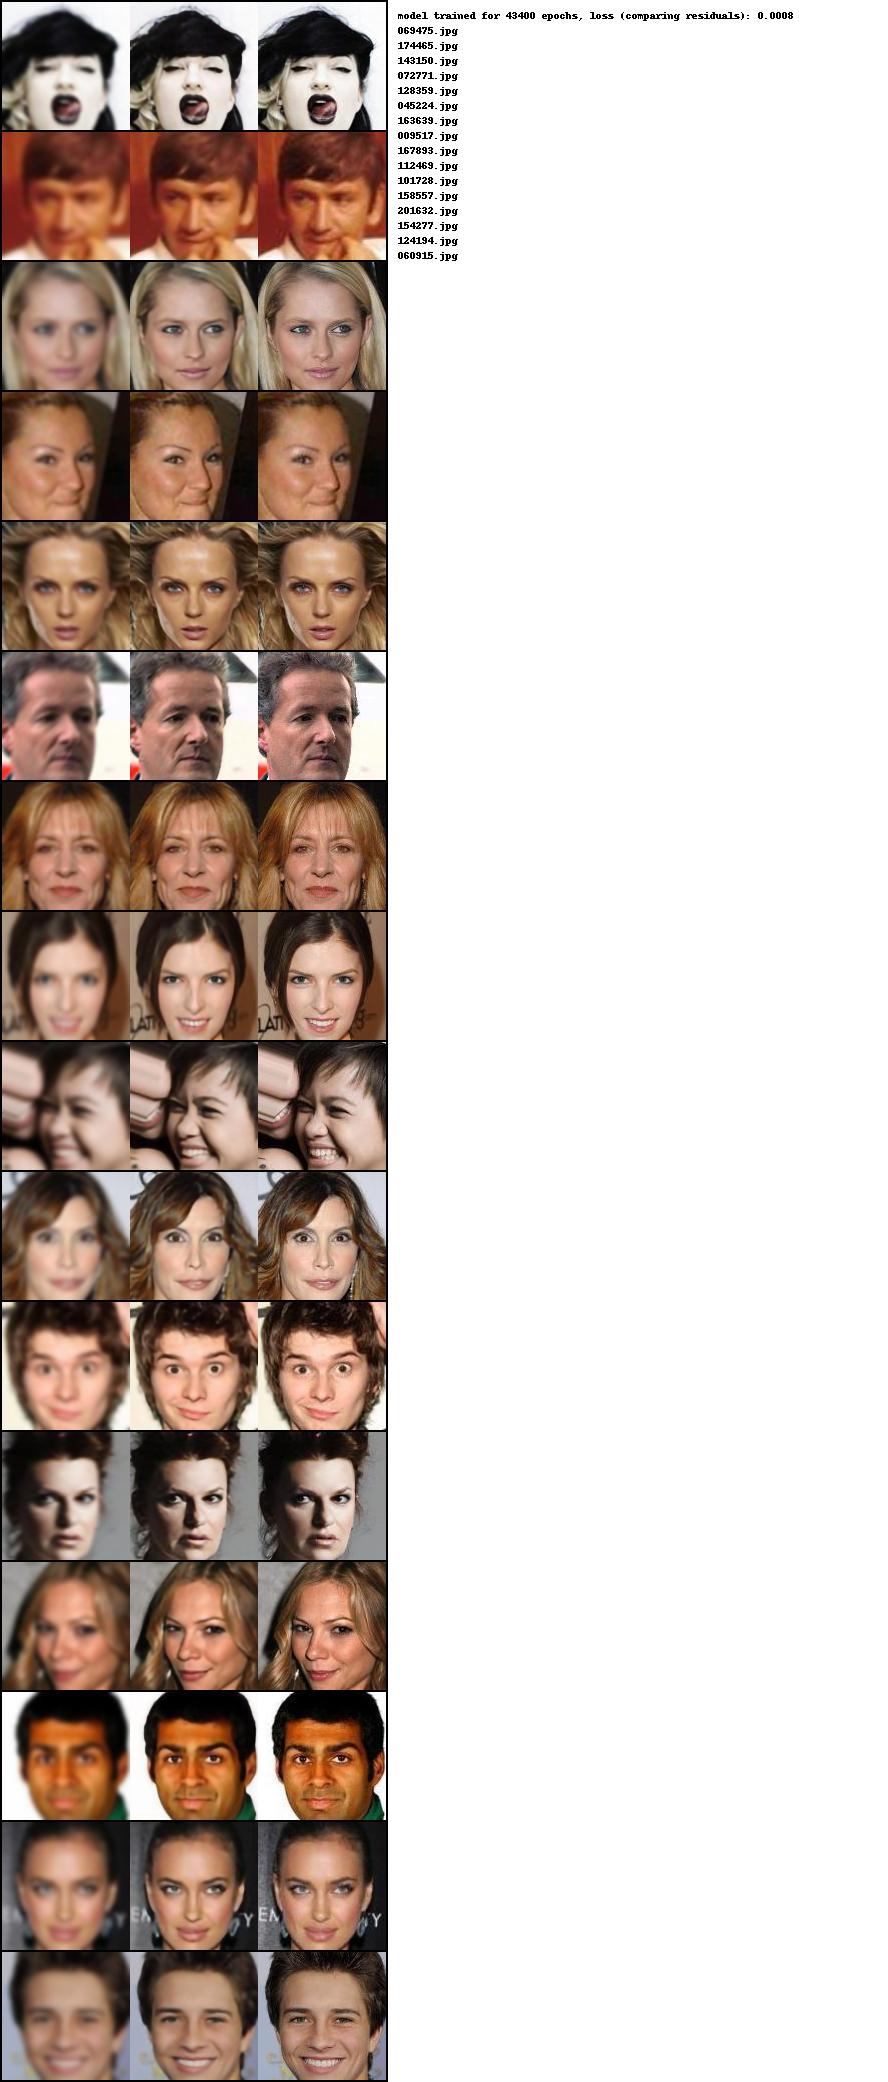 model trained for 43400 epochs, loss (comparing residuals): 0.0008
069475.jpg
174465.jpg
143150.jpg
072771.jpg
128359.jpg
045224.jpg
163639.jpg
009517.jpg
167893.jpg
112469.jpg
101728.jpg
158557.jpg
201632.jpg
154277.jpg
124194.jpg
060915.jpg